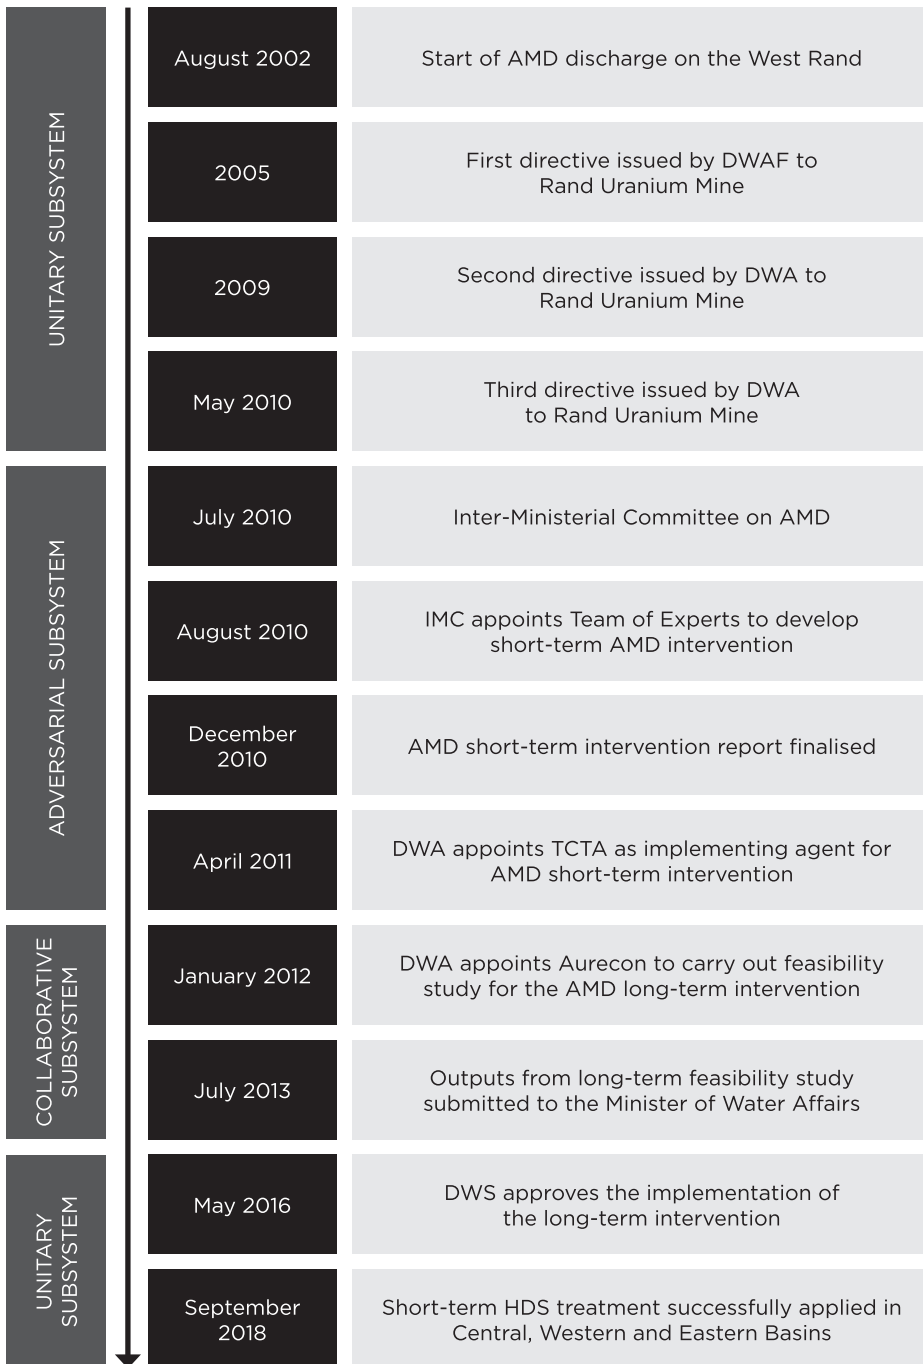 UNITARY SUBSYSTEM
August 2002
Start of AMD discharge on the West Rand
2005
First directive issued by DWAF to
Rand Uranium Mine
2009
Second directive issued by DWA to
Rand Uranium Mine
May 2010
Third directive issued by DWA
to Rand Uranium Mine
ADVERSARIAL SUBSYSTEM
July 2010
Inter-Ministerial Committee on AMD
August 2010
IMC appoints Team of Experts to develop
short-term AMD intervention
December
2010
AMD short-term intervention report finalised
April 2011
DWA appoints TCTA as implementing agent for
AMD short-term intervention
COLLABORATIVE
SUBSYSTEM
January 2012
DWA appoints Aurecon to carry out feasibility
study for the AMD long-term intervention
July 2013
Outputs from long-term feasibility study
submitted to the Minister of Water Affairs
UNITARY
SUBSYSTEM
May 2016
DWS approves the implementation of
the long-term intervention
September
2018
Short-term HDS treatment successfully applied in
Central, Western and Eastern Basins